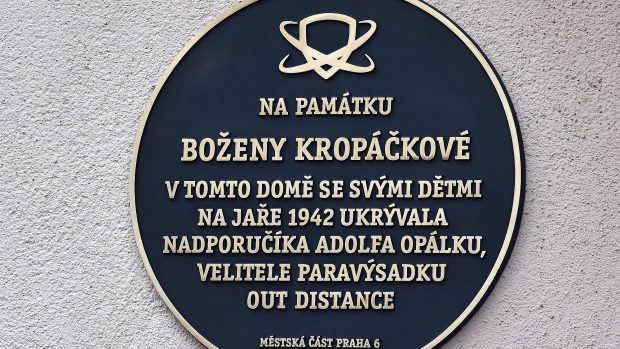 NA PAMÁTKU
BOŽENY KROPÁČKOVÉ
V TOMTO DOMĚ SE SVÝMI DĚTMI
NA JAŘE 1942 UKRÝVALA
NADPORUČÍKA ADOLFA OPÁLKU,
VELITELE PARAVÝSADKU
OUT DISTANCE
MĚSTSKÁ ČÁST PRAHA 6